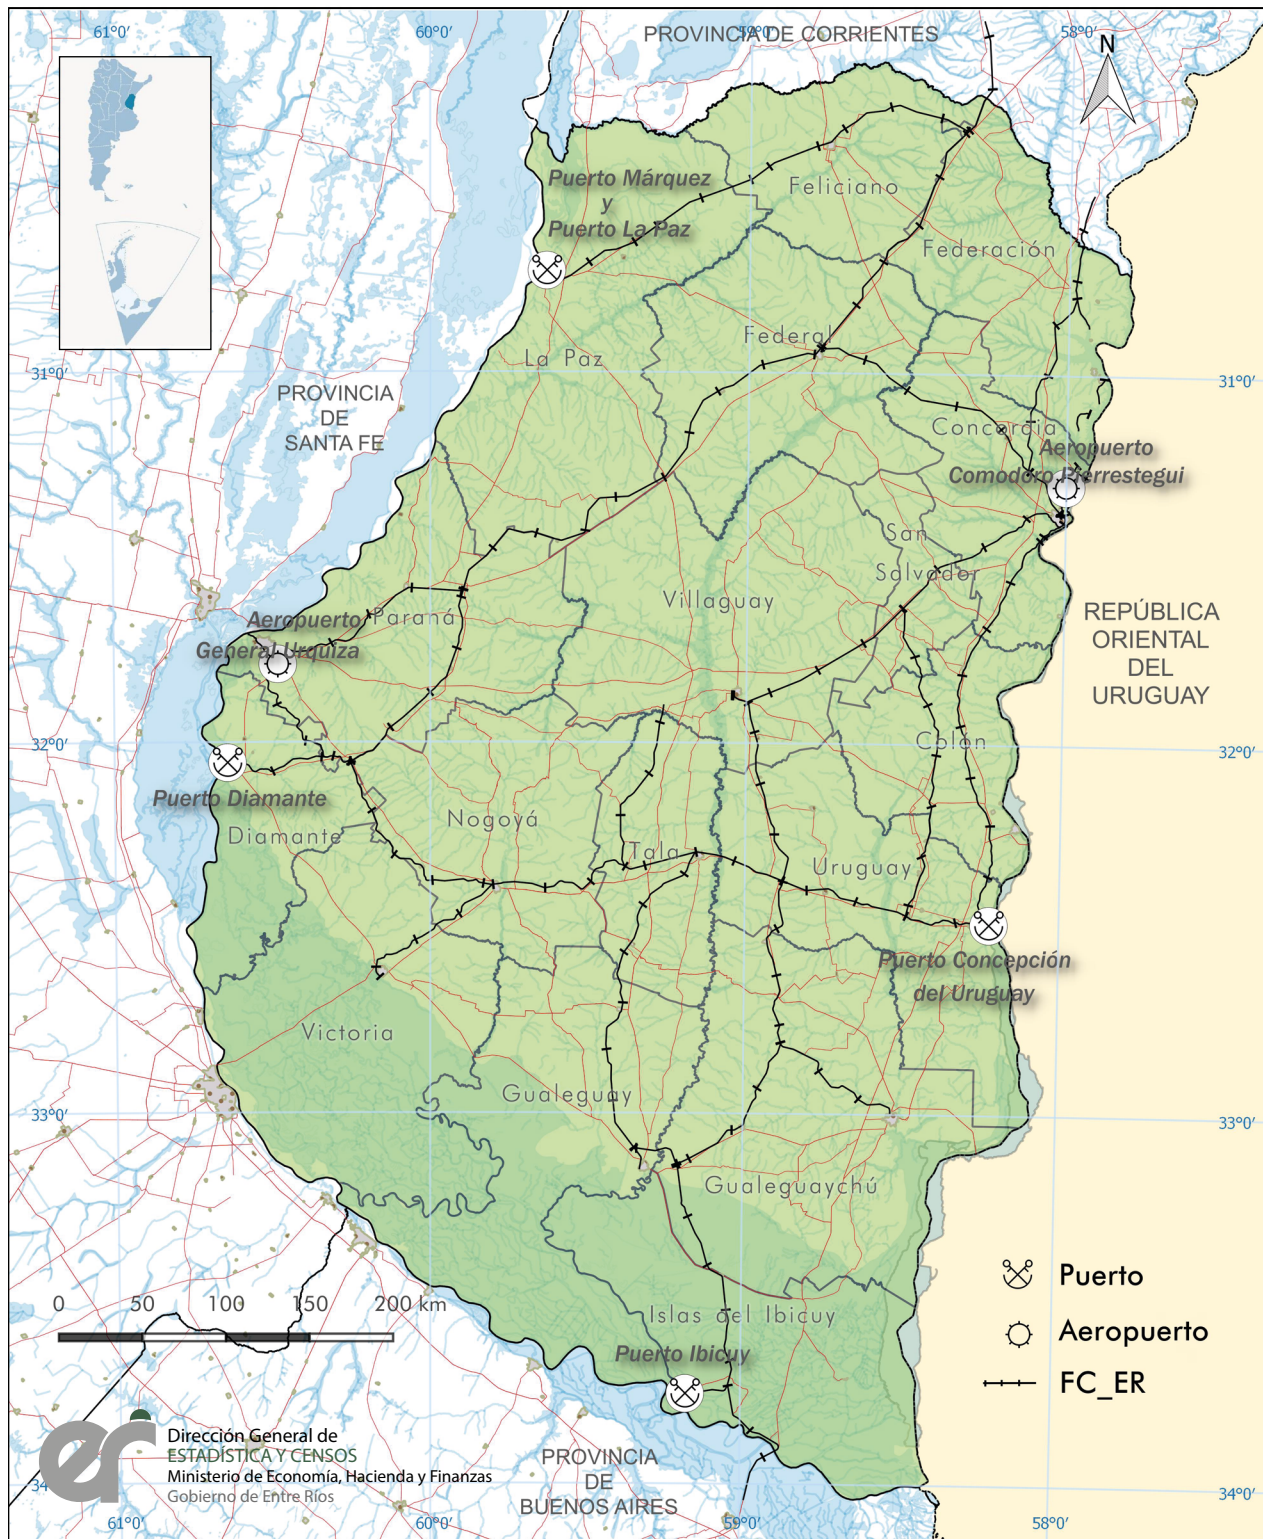 61°0′
60°0′
59°0′
58°0′
PROVINCIA DE CORRIENTES
N
Puerto Márquez
y
Puerto La Paz
Feliciano
Federación
Federal
La Paz
31°0′
31°0′
PROVINCIA
DE
SANTA FE
Concordia
Aeropuerto
Comodoro Pierrestegui
San
Salvador
Villaguay
Paraná
Aeropuerto
General Urquiza
REPÚBLICA
ORIENTAL
DEL
URUGUAY
32°0′
32°0′
Colón
Puerto Diamante
Diamante
Nogoyá
Tala
Uruguay
Puerto Concepción
del Uruguay
Victoria
Gualeguay
33°0′
33°0′
Gualeguaychú
Islas del Ibicuy
Puerto Ibicuy
0 50 100 150 200 km
Puerto
Aeropuerto
FC_ER
er
Dirección General de
ESTADÍSTICA Y CENSOS
Ministerio de Economía, Hacienda y Finanzas
Gobierno de Entre Ríos
PROVINCIA
DE
BUENOS AIRES
34°0′
61°0′
60°0′
59°0′
58°0′